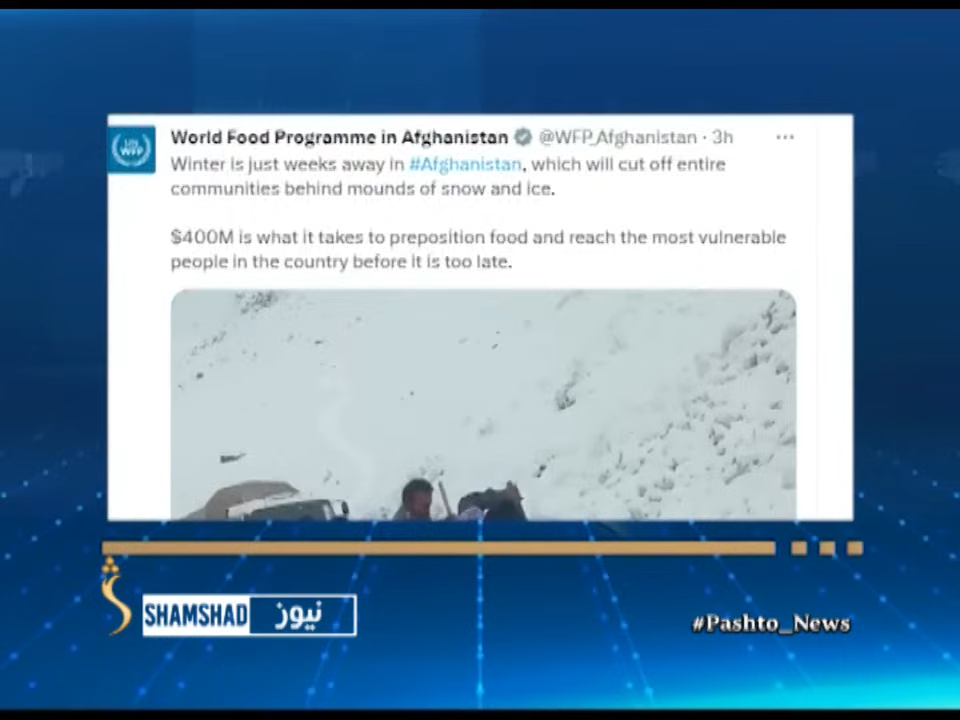 World Food Programme in Afghanistan @WFP_Afghanistan · 3h ...
Winter is just weeks away in #Afghanistan, which will cut off entire
communities behind mounds of snow and ice.
$400M is what it takes to preposition food and reach the most vulnerable
people in the country before it is too late.
WFP
SHAMSHAD نیوز
#Pashto_News